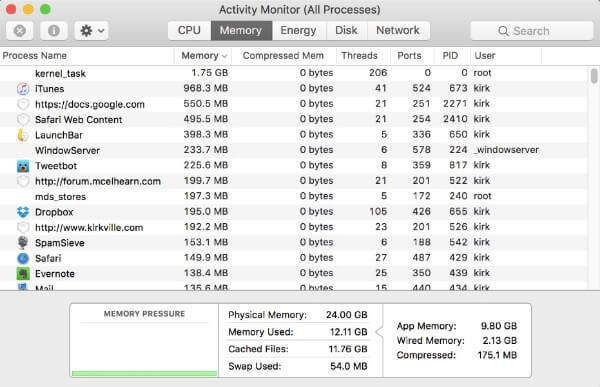 Activity Monitor (All Processes)
CPU Memory Energy Disk Network Search
Process Name Memory Compressed Mem Threads Ports PID User
kernel_task 1.75 GB 0 bytes 206 0 0 root
iTunes 968.3 MB 0 bytes 41 524 673 kirk
https://docs.google.com 550.5 MB 0 bytes 21 251 2271 kirk
Safari Web Content 495.5 MB 0 bytes 21 254 2410 kirk
LaunchBar 398.3 MB 0 bytes 5 336 650 kirk
WindowServer 233.7 MB 0 bytes 6 578 224 _windowserver
Tweetbot 225.6 MB 0 bytes 8 359 817 kirk
http://forum.mcelhearn.com 199.7 MB 0 bytes 21 201 522 kirk
mds_stores 197.3 MB 0 bytes 5 172 240 root
Dropbox 195.0 MB 0 bytes 105 426 655 kirk
http://www.kirkville.com 192.2 MB 0 bytes 23 201 526 kirk
SpamSieve 153.1 MB 0 bytes 6 188 542 kirk
Safari 149.9 MB 0 bytes 27 487 429 kirk
Evernote 138.4 MB 0 bytes 25 350 439 kirk
Mail 135.6 MB 0 bytes 15 440 434 kirk
MEMORY PRESSURE
Physical Memory: 24.00 GB
Memory Used: 12.11 GB
Cached Files: 11.76 GB
Swap Used: 54.0 MB
App Memory: 9.80 GB
Wired Memory: 2.13 GB
Compressed: 175.1 MB